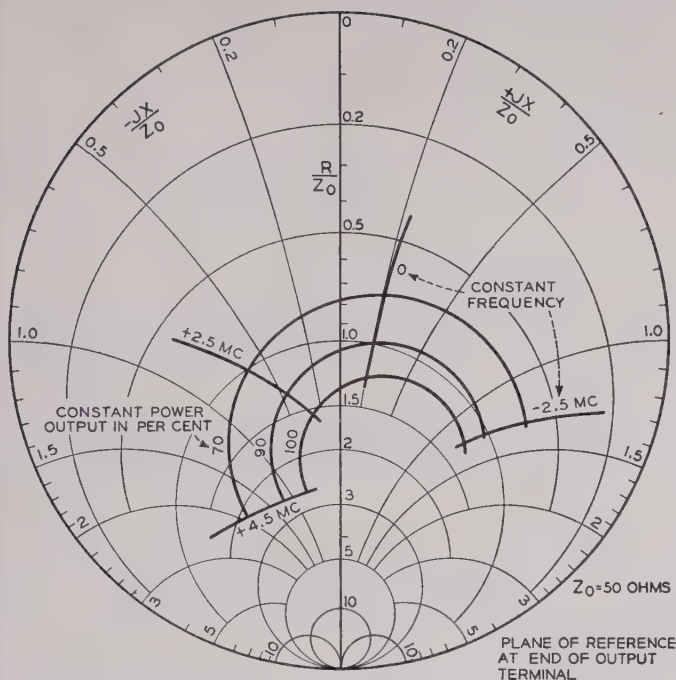 0
0.2
0.2
-JX
Z0
+JX
Z0
0.2
0.5
R
Z0
0.5
0.5
0
CONSTANT
FREQUENCY
1.0
+2.5 MC
1.0
1.0
CONSTANT POWER
OUTPUT IN PER CENT
70
90
100
1.5
-2.5 MC
1.5
2
1.5
2
3
2
+4.5 MC
5
3
3
Z0=50 OHMS
10
5
5
10
10
PLANE OF REFERENCE
AT END OF OUTPUT
TERMINAL